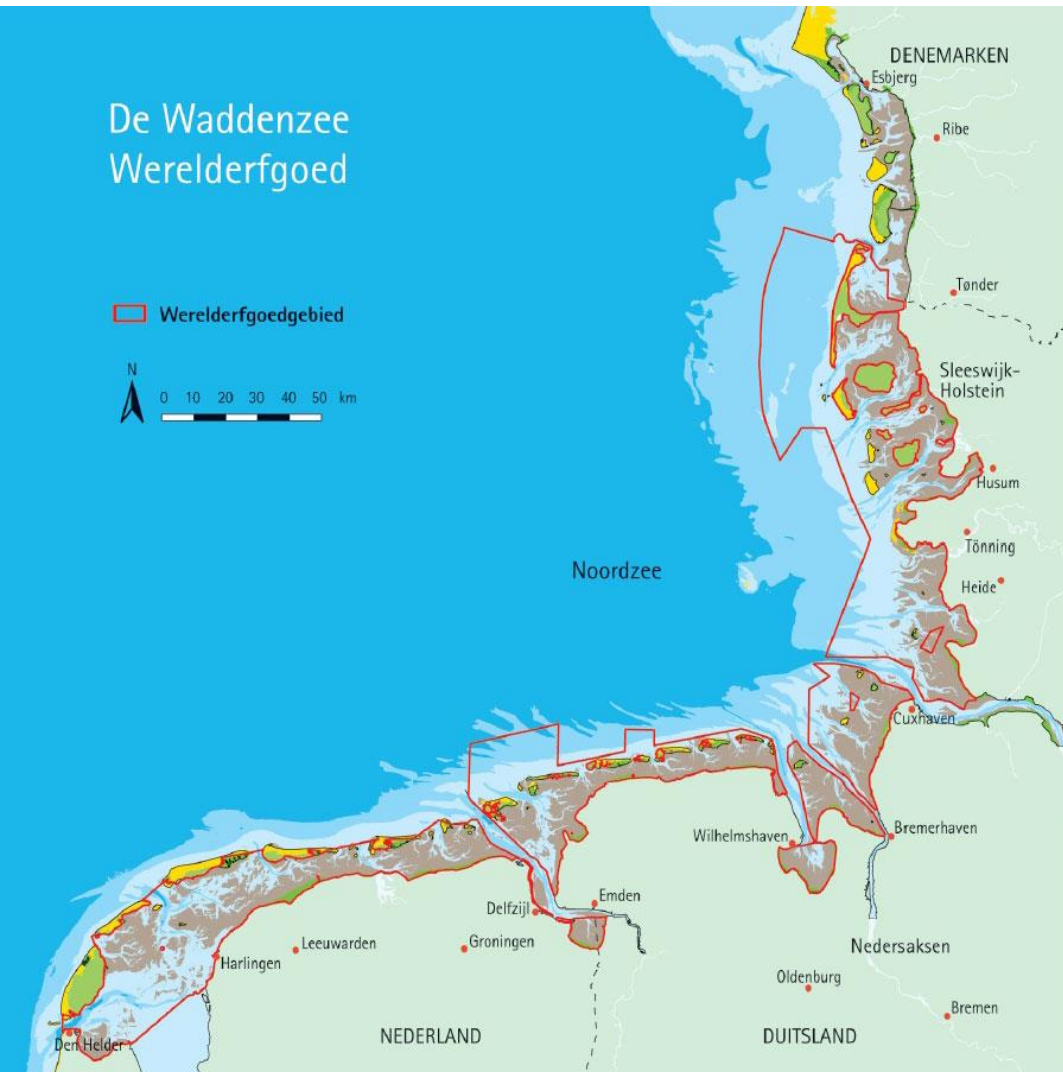 De Waddenzee
Werelderfgoed
Werelderfgoedgebied
N
0 10 20 30 40 50 km
DENEMARKEN
Esbjerg
Ribe
Tønder
Sleeswijk-
Holstein
Husum
Tönning
Noordzee
Heide
Cuxhaven
Wilhelmshaven
Bremerhaven
Emden
Delfzijl
Leeuwarden
Groningen
Nedersaksen
Harlingen
Oldenburg
Bremen
Den Helder
NEDERLAND
DUITSLAND